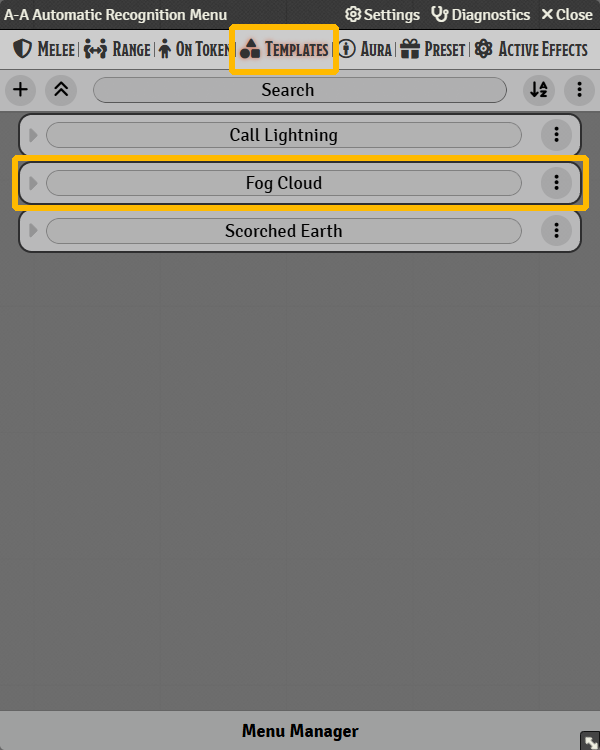 A-A Automatic Recognition Menu Settings Diagnostics Close
Melee Range On Token Templates Aura Preset Active Effects
Search
Call Lightning
Fog Cloud
Scorched Earth
Menu Manager